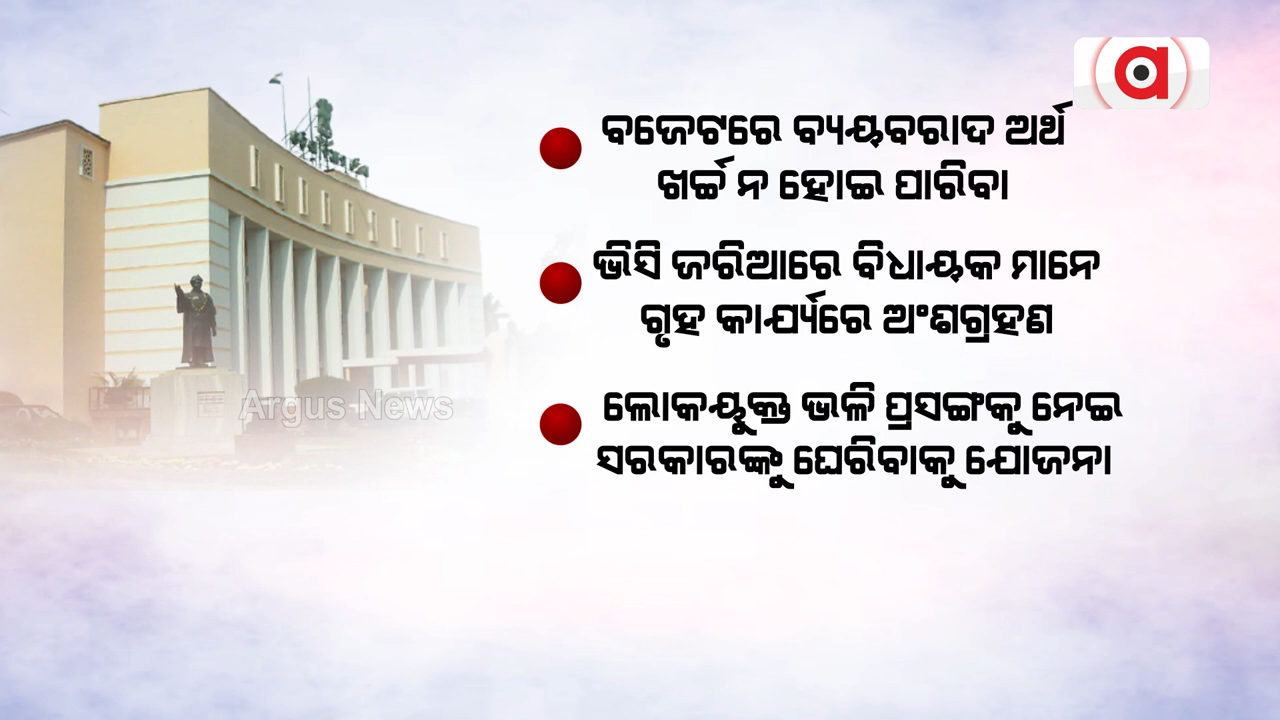 ବଜେଟରେ ବ୍ୟୟବରାଦ ଅର୍ଥ
ଖର୍ଚ୍ଚ ନ ହୋଇ ପାରିବା
ଭିସି ଜରିଆରେ ବିଧାୟକ ମାନେ
ଗୃହ କାର୍ଯ୍ୟରେ ଅଂଶଗ୍ରହଣ
ଲୋକଯୁକ୍ତ ଭଳି ପ୍ରସଙ୍ଗକୁ ନେଇ
ସରକାରଙ୍କୁ ଘେରିବାକୁ ଯୋଜନା
Argus News